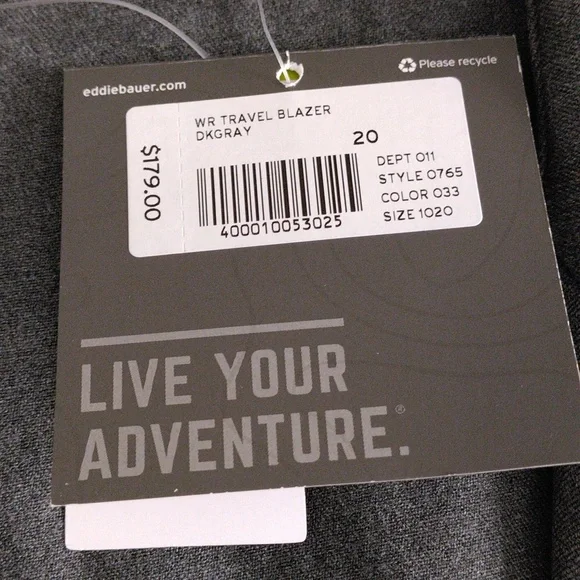 eddiebauer.com
Please recycle
$179.00
WR TRAVEL BLAZER
DKGRAY
20
DEPT 011
STYLE 0765
COLOR 033
SIZE 1020
400010053025
LIVE YOUR
ADVENTURE.®